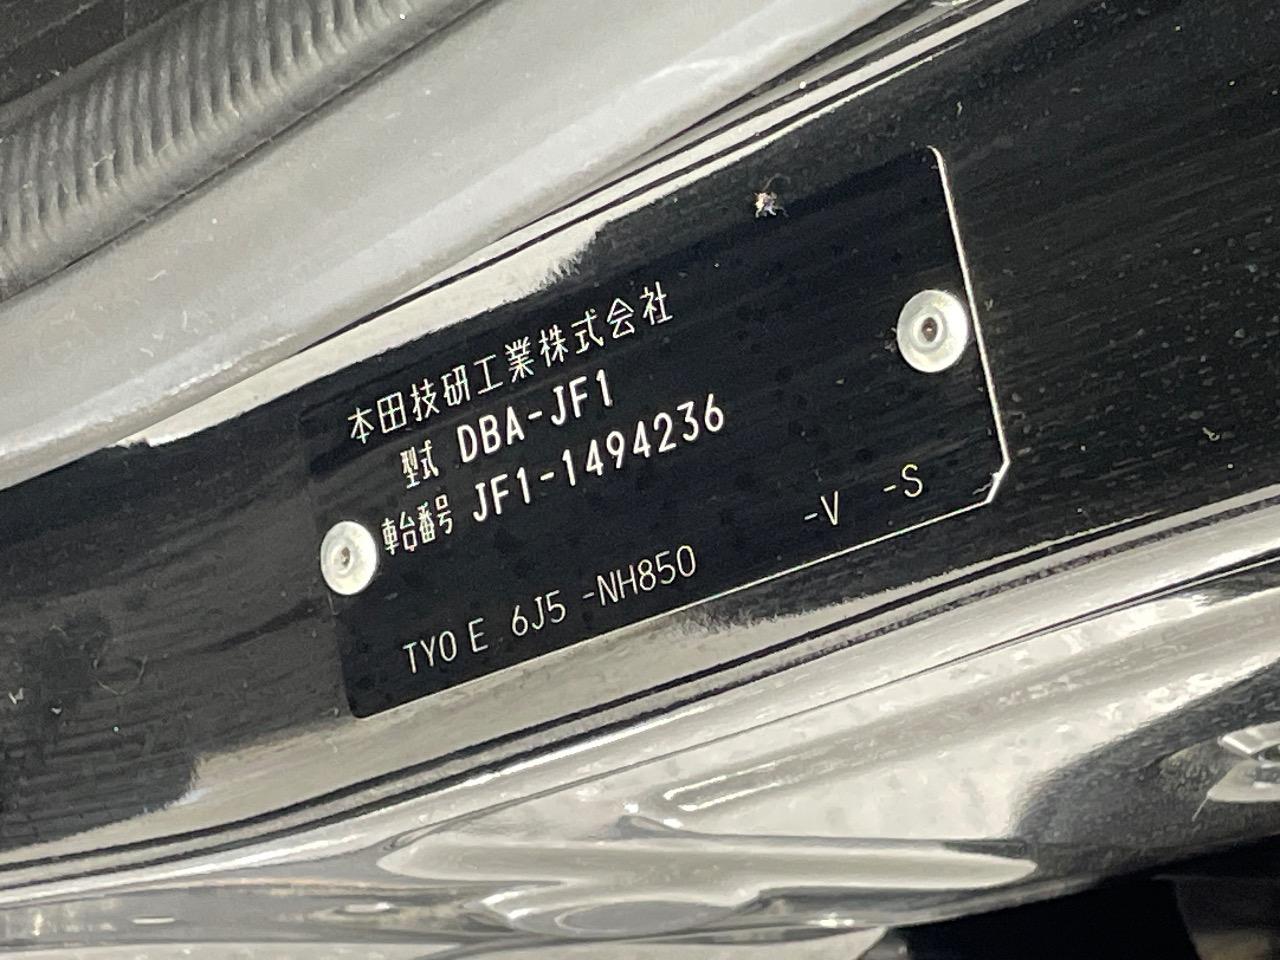 本田技研工業株式会社
型式 DBA-JF1
車台番号 JF1-1494236
TY0 E 6J5 -NH850 -V -S